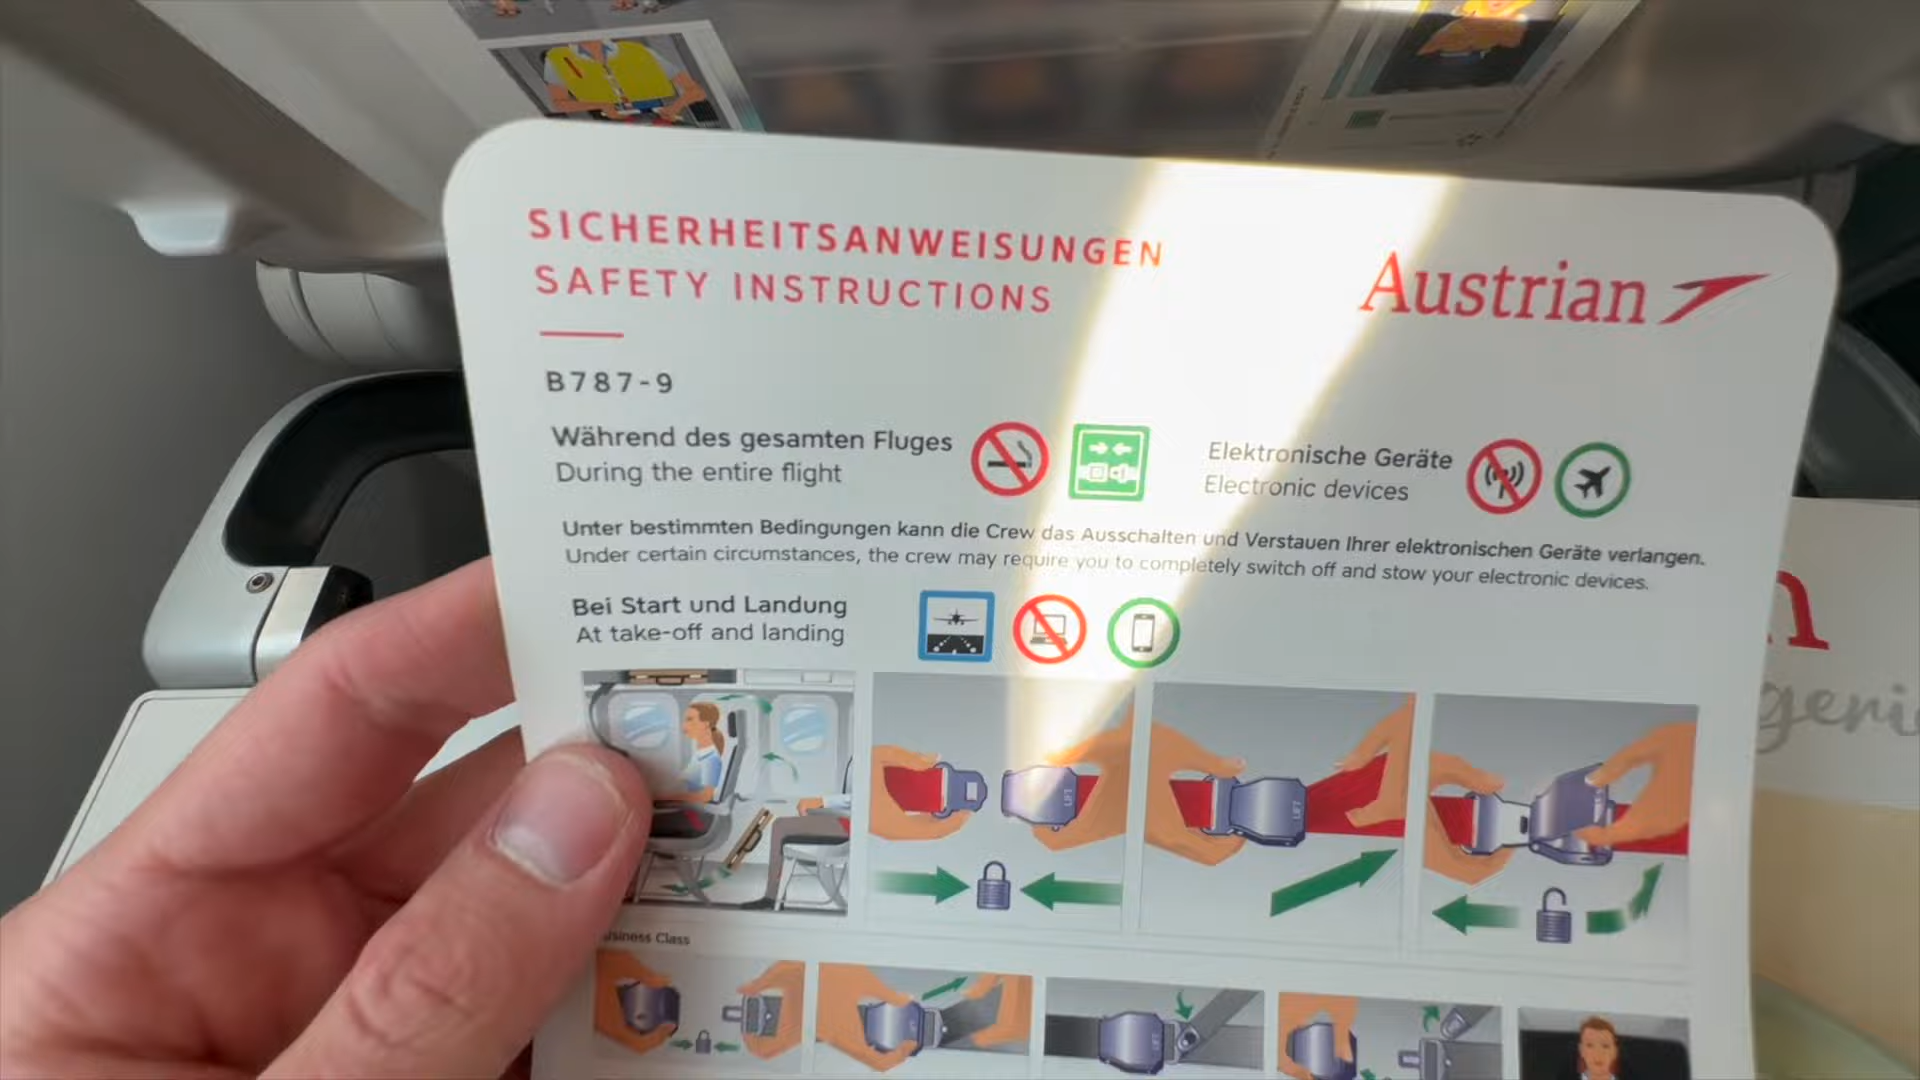 SICHERHEITSANWEISUNGEN
SAFETY INSTRUCTIONS
Austrian
B787-9
Während des gesamten Fluges
During the entire flight
Elektronische Geräte
Electronic devices
Unter bestimmten Bedingungen kann die Crew das Ausschalten und Verstauen Ihrer elektronischen Geräte verlangen.
Under certain circumstances, the crew may require you to completely switch off and stow your electronic devices.
Bei Start und Landung
At take-off and landing
LIFT
LIFT
Class